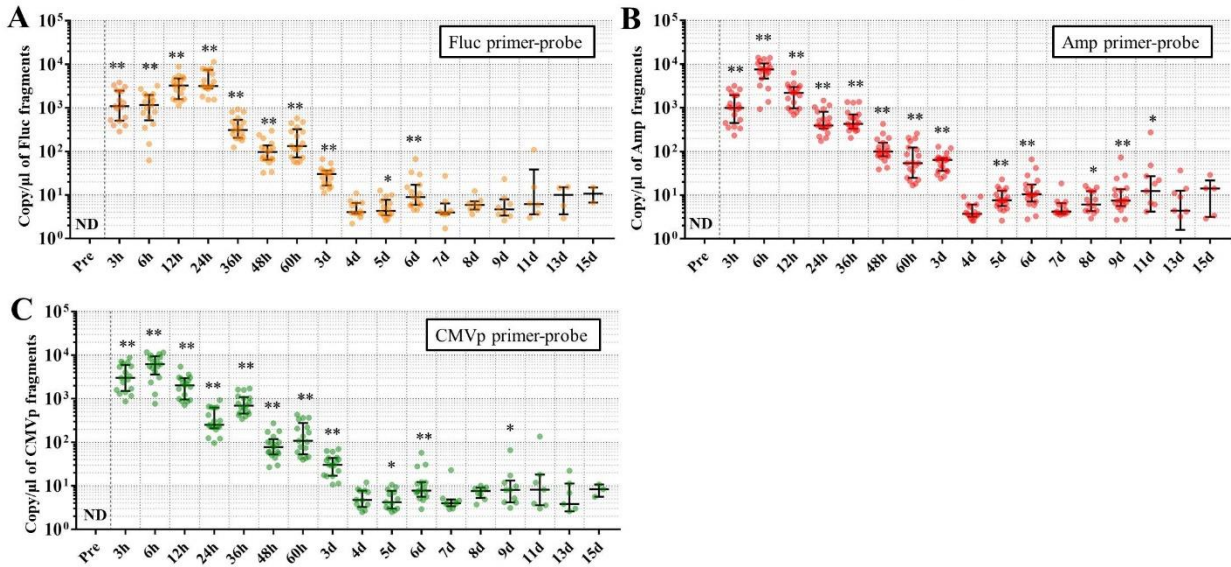 A
Copy/μl of Fluc fragments
10⁵
10⁴
10³
10²
10¹
10⁰
Fluc primer-probe
** ** ** ** ** ** ** ** * **
ND
Pre 3h 6h 12h 24h 36h 48h 60h 3d 4d 5d 6d 7d 8d 9d 11d 13d 15d
B
Copy/μl of Amp fragments
10⁵
10⁴
10³
10²
10¹
10⁰
Amp primer-probe
** ** ** ** ** ** ** ** ** ** * ** *
ND
Pre 3h 6h 12h 24h 36h 48h 60h 3d 4d 5d 6d 7d 8d 9d 11d 13d 15d
C
Copy/μl of CMVp fragments
10⁵
10⁴
10³
10²
10¹
10⁰
CMVp primer-probe
** ** ** ** ** ** ** ** * ** *
ND
Pre 3h 6h 12h 24h 36h 48h 60h 3d 4d 5d 6d 7d 8d 9d 11d 13d 15d